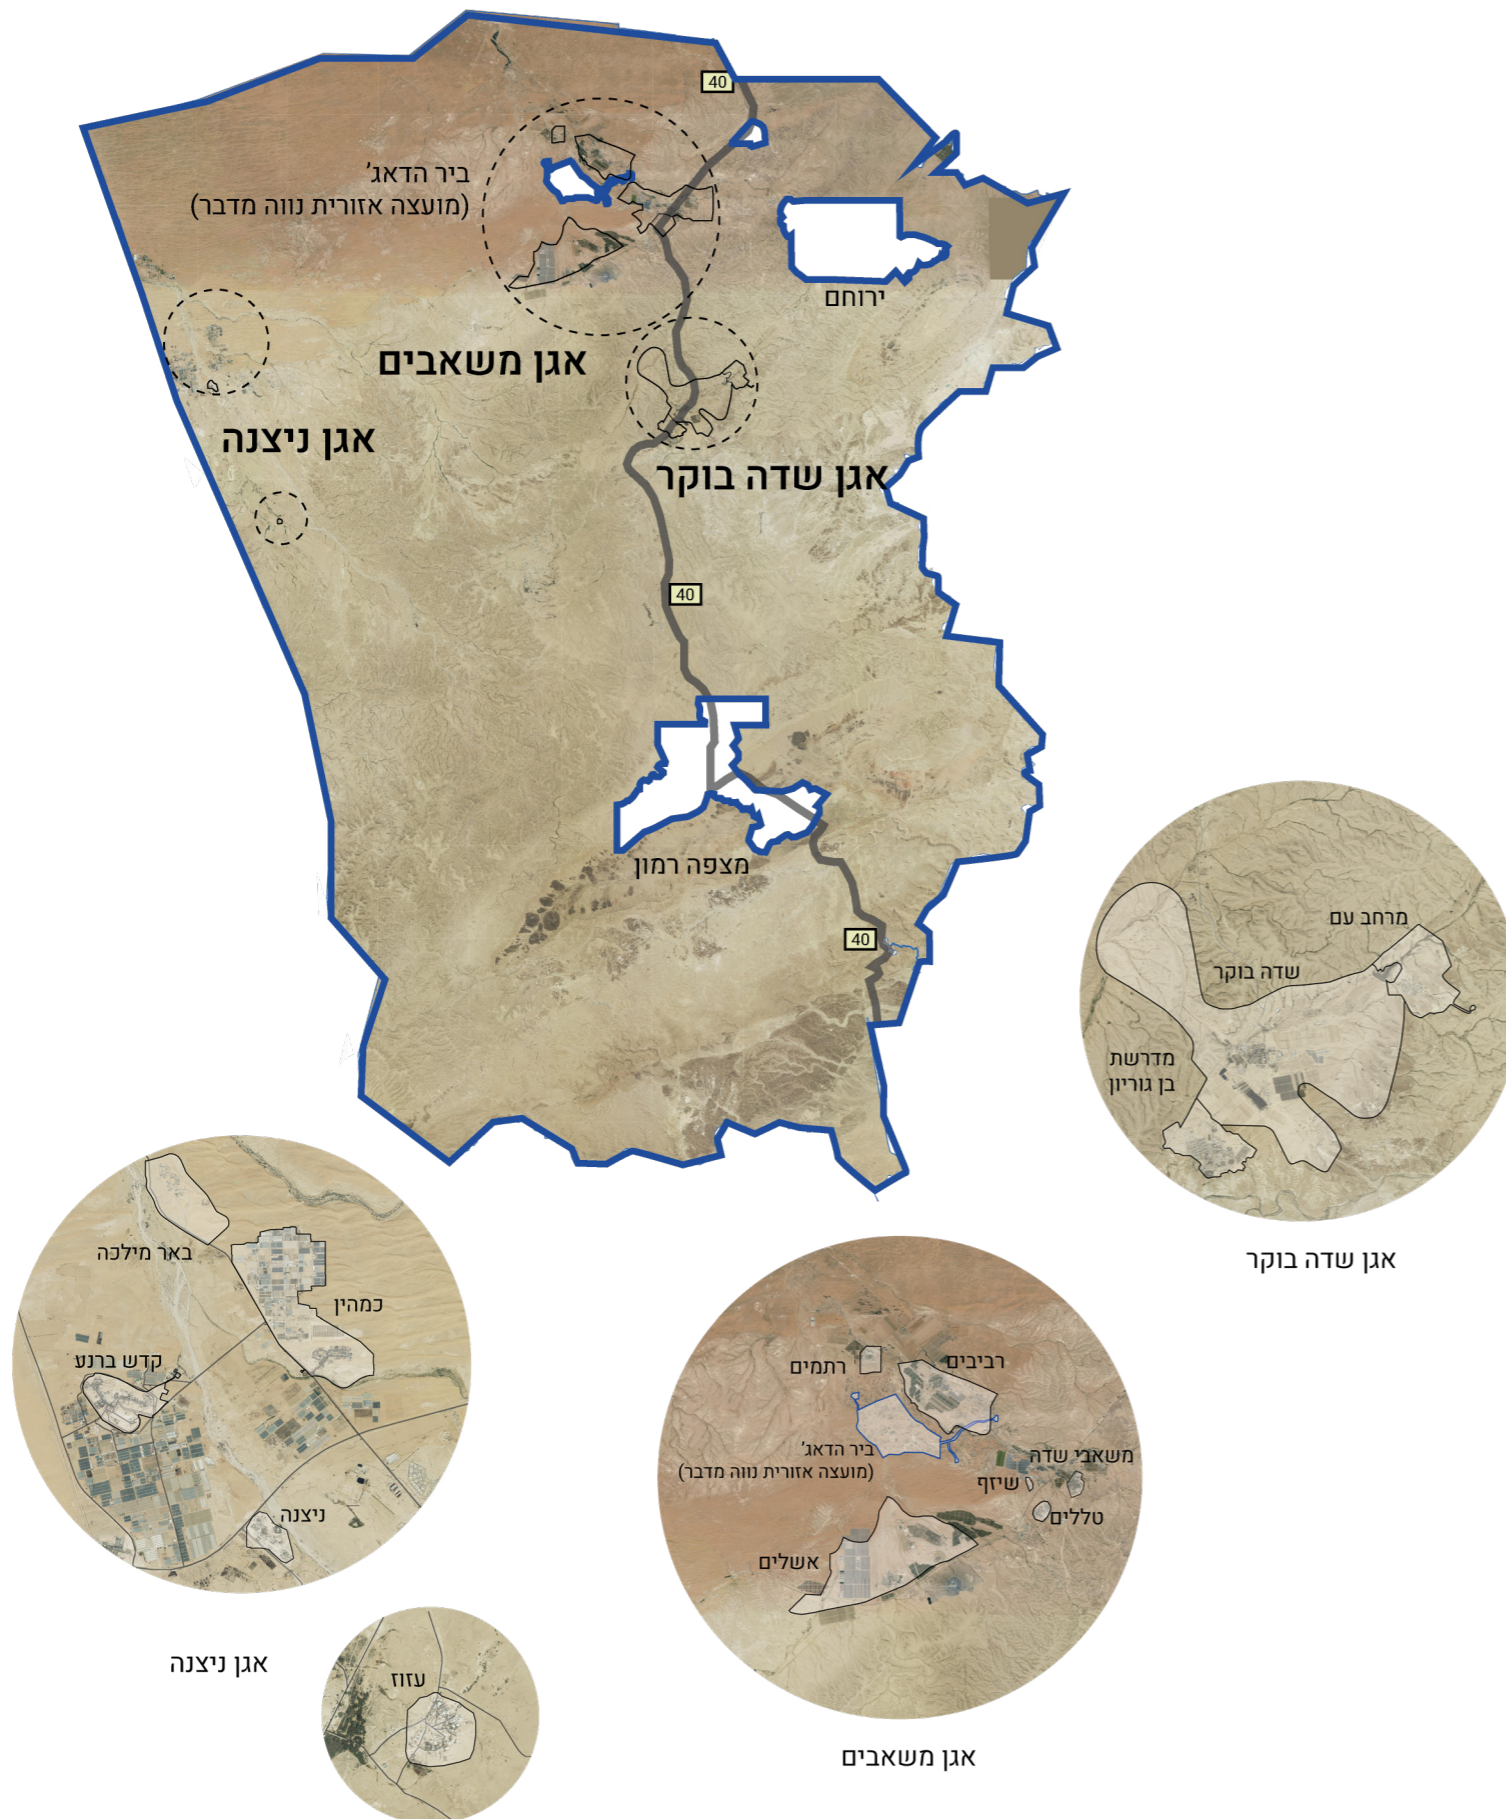 40
ביר הדאג'
(מועצה אזורית נווה מדבר)
ירוחם
אגן משאבים
אגן ניצנה
אגן שדה בוקר
40
מצפה רמון
40
מרחב עם
שדה בוקר
מדרשת
בן גוריון
אגן שדה בוקר
באר מילכה
כמהין
קדש ברנע
ניצנה
אגן ניצנה
עזוז
רתמים
רביבים
ביר הדאג'
(מועצה אזורית נווה מדבר)
משאבי שדה
שיזף
טללים
אשלים
אגן משאבים